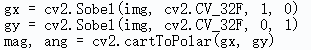 gx = cv2.Sobel(img, cv2.CV_32F, 1, 0)
gy = cv2.Sobel(img, cv2.CV_32F, 0, 1)
mag, ang = cv2.cartToPolar(gx, gy)